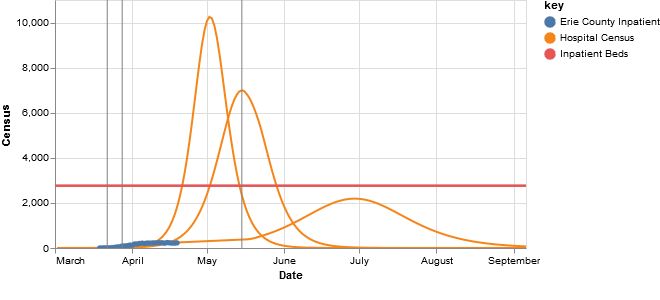 key
Erie County Inpatient
Hospital Census
Inpatient Beds
Census
10,000
8,000
6,000
4,000
2,000
0
March April May June July August September
Date